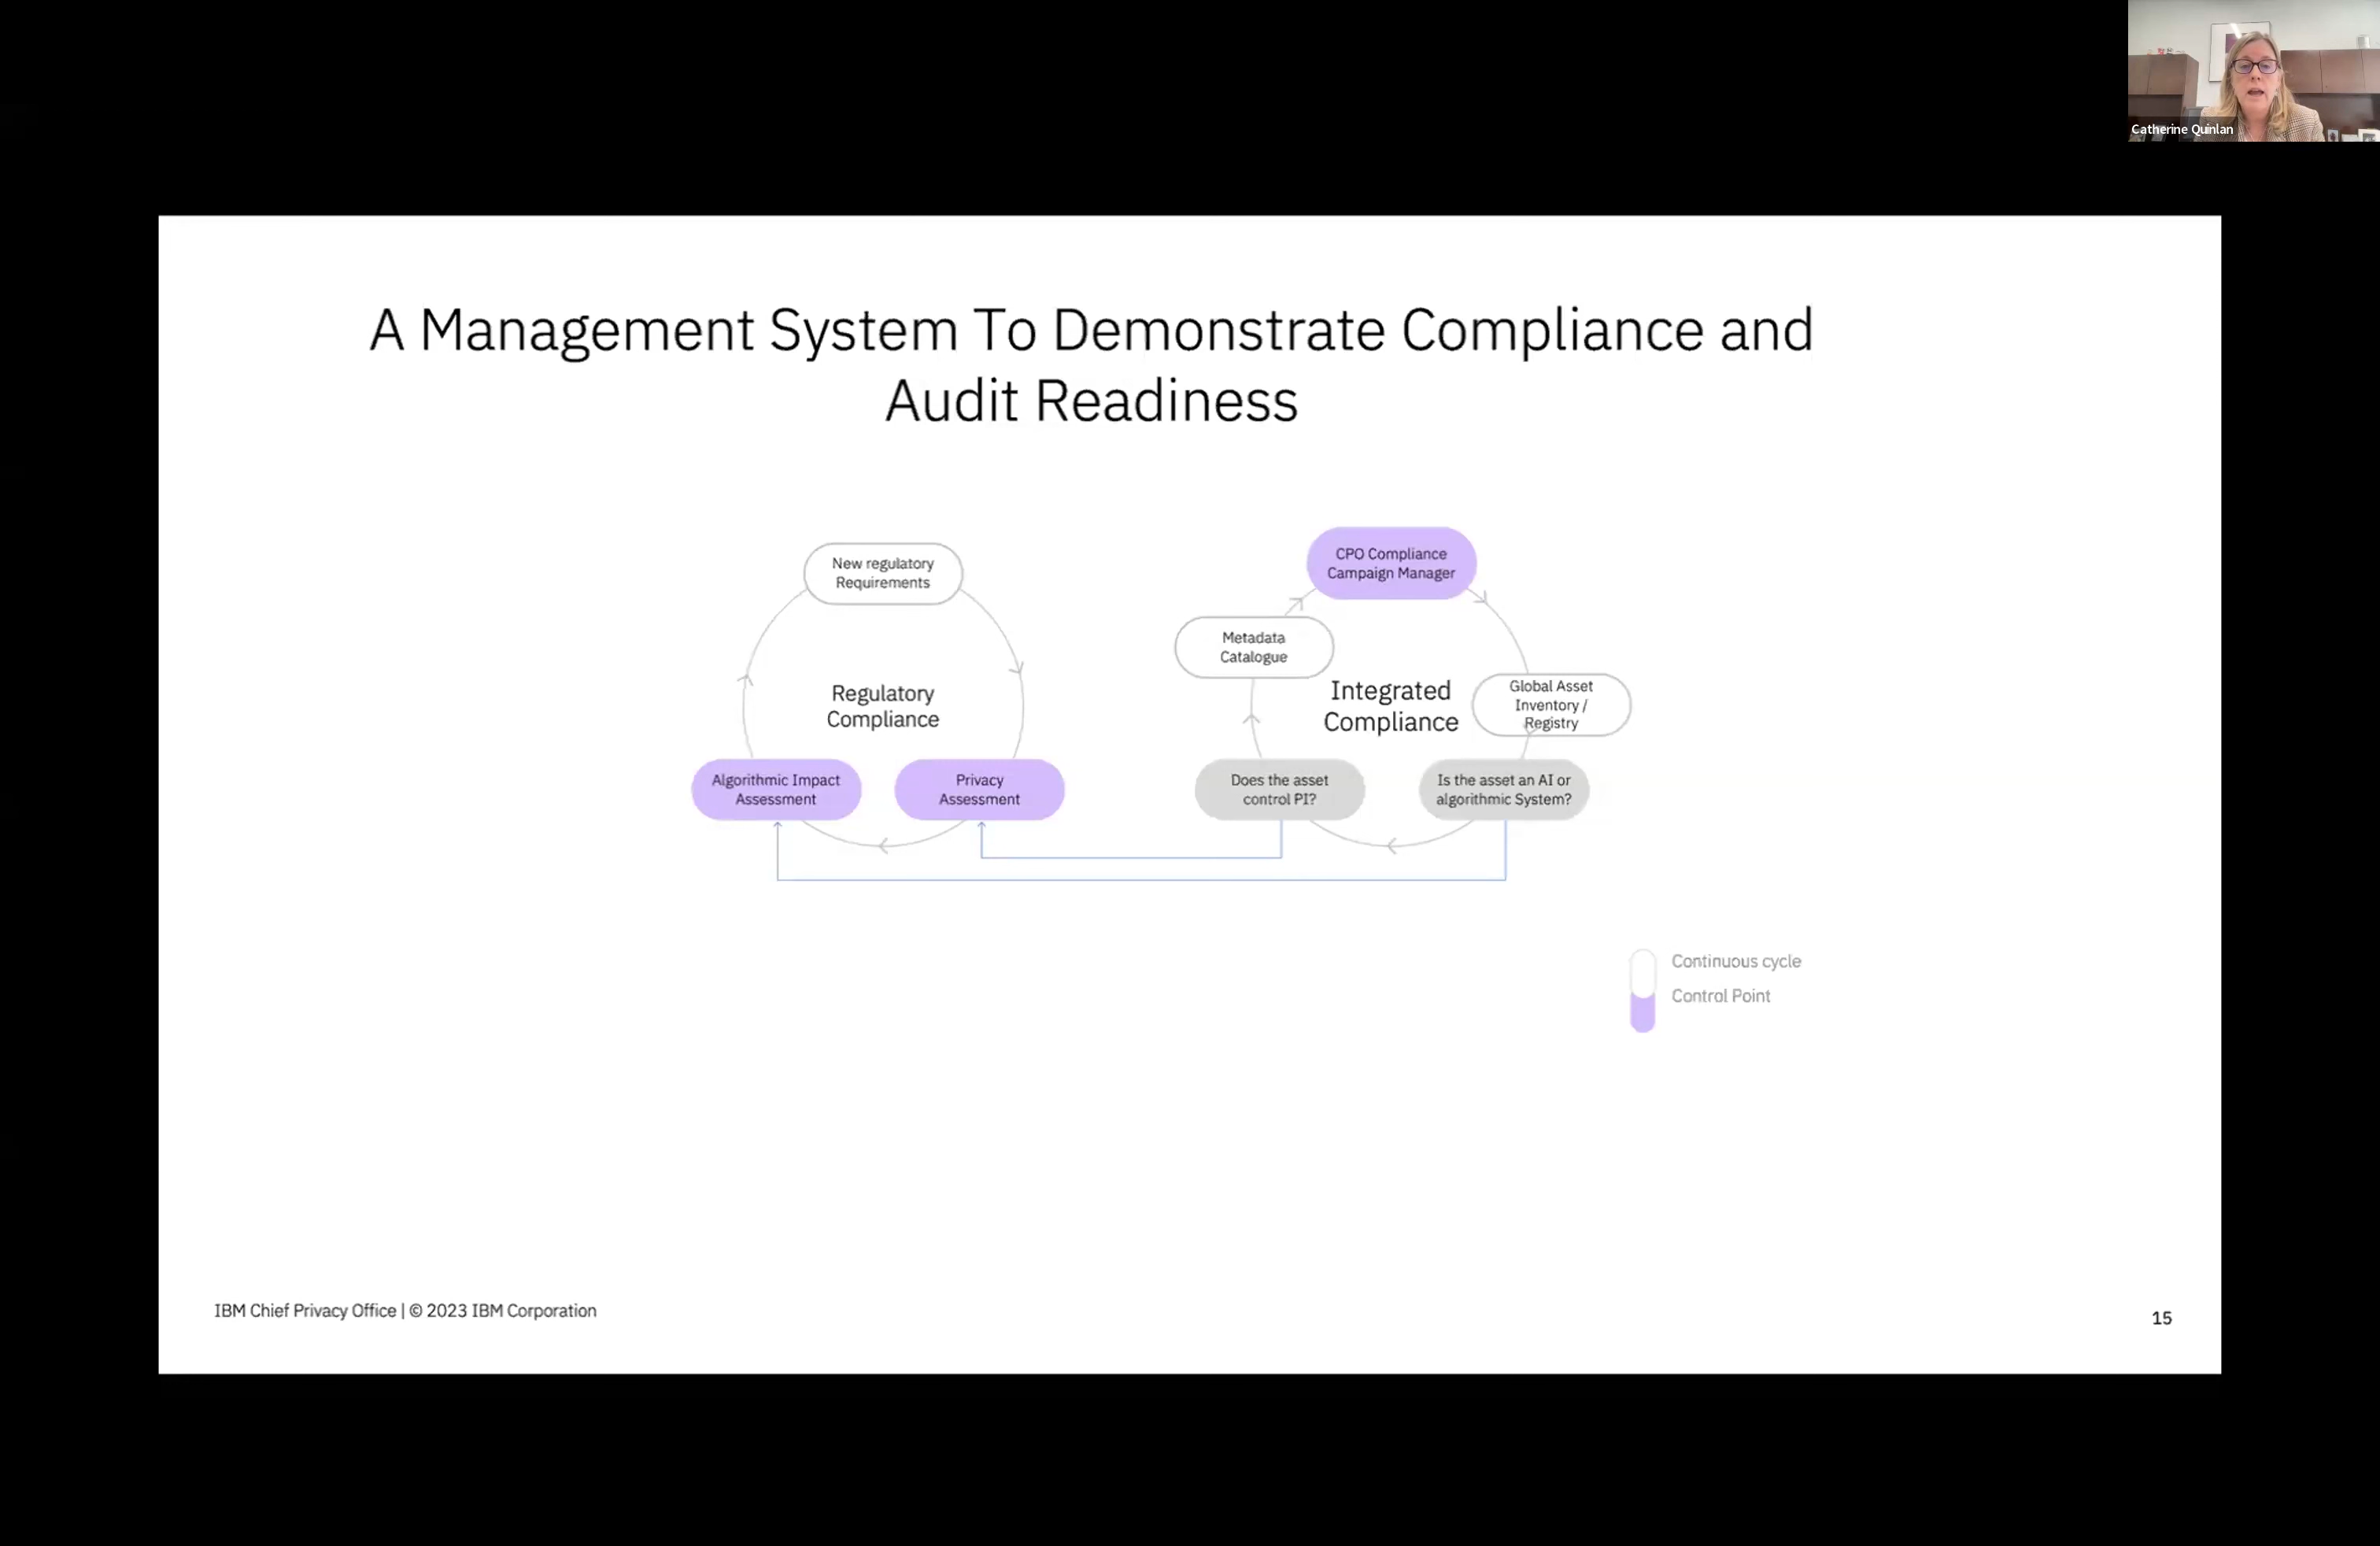 Catherine Quinlan
A Management System To Demonstrate Compliance and
Audit Readiness
New regulatory
Requirements
Regulatory
Compliance
Algorithmic Impact
Assessment
Privacy
Assessment
CPO Compliance
Campaign Manager
Metadata
Catalogue
Integrated
Compliance
Global Asset
Inventory /
Registry
Does the asset
control PI?
Is the asset an AI or
algorithmic System?
Continuous cycle
Control Point
IBM Chief Privacy Office | © 2023 IBM Corporation
15